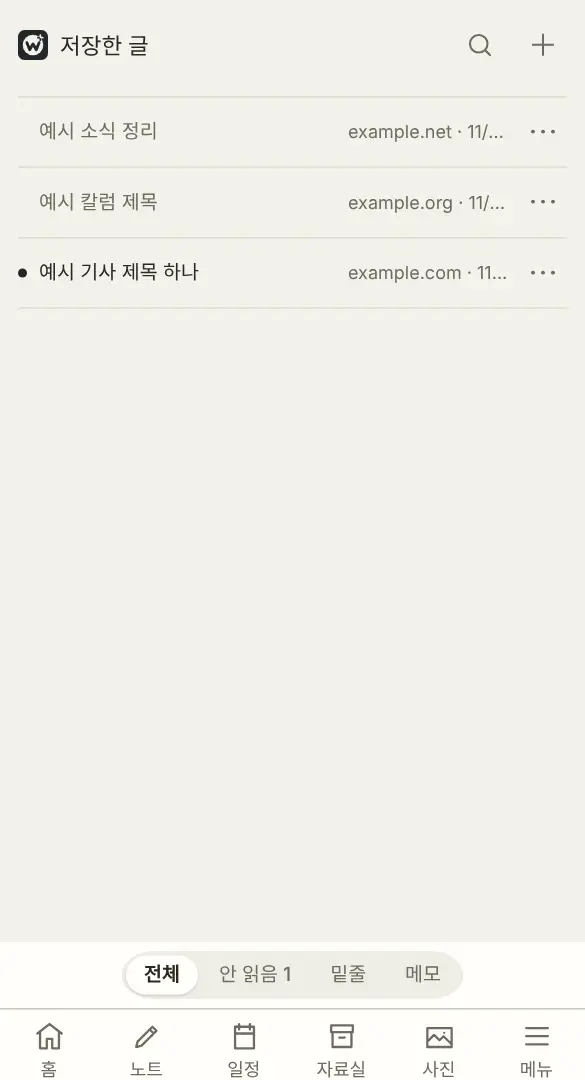 저장한 글
예시 소식 정리 example.net · 11/...
예시 칼럼 제목 example.org · 11/...
예시 기사 제목 하나 example.com · 11...
전체 안 읽음 1 밑줄 메모
홈 노트 일정 자료실 사진 메뉴